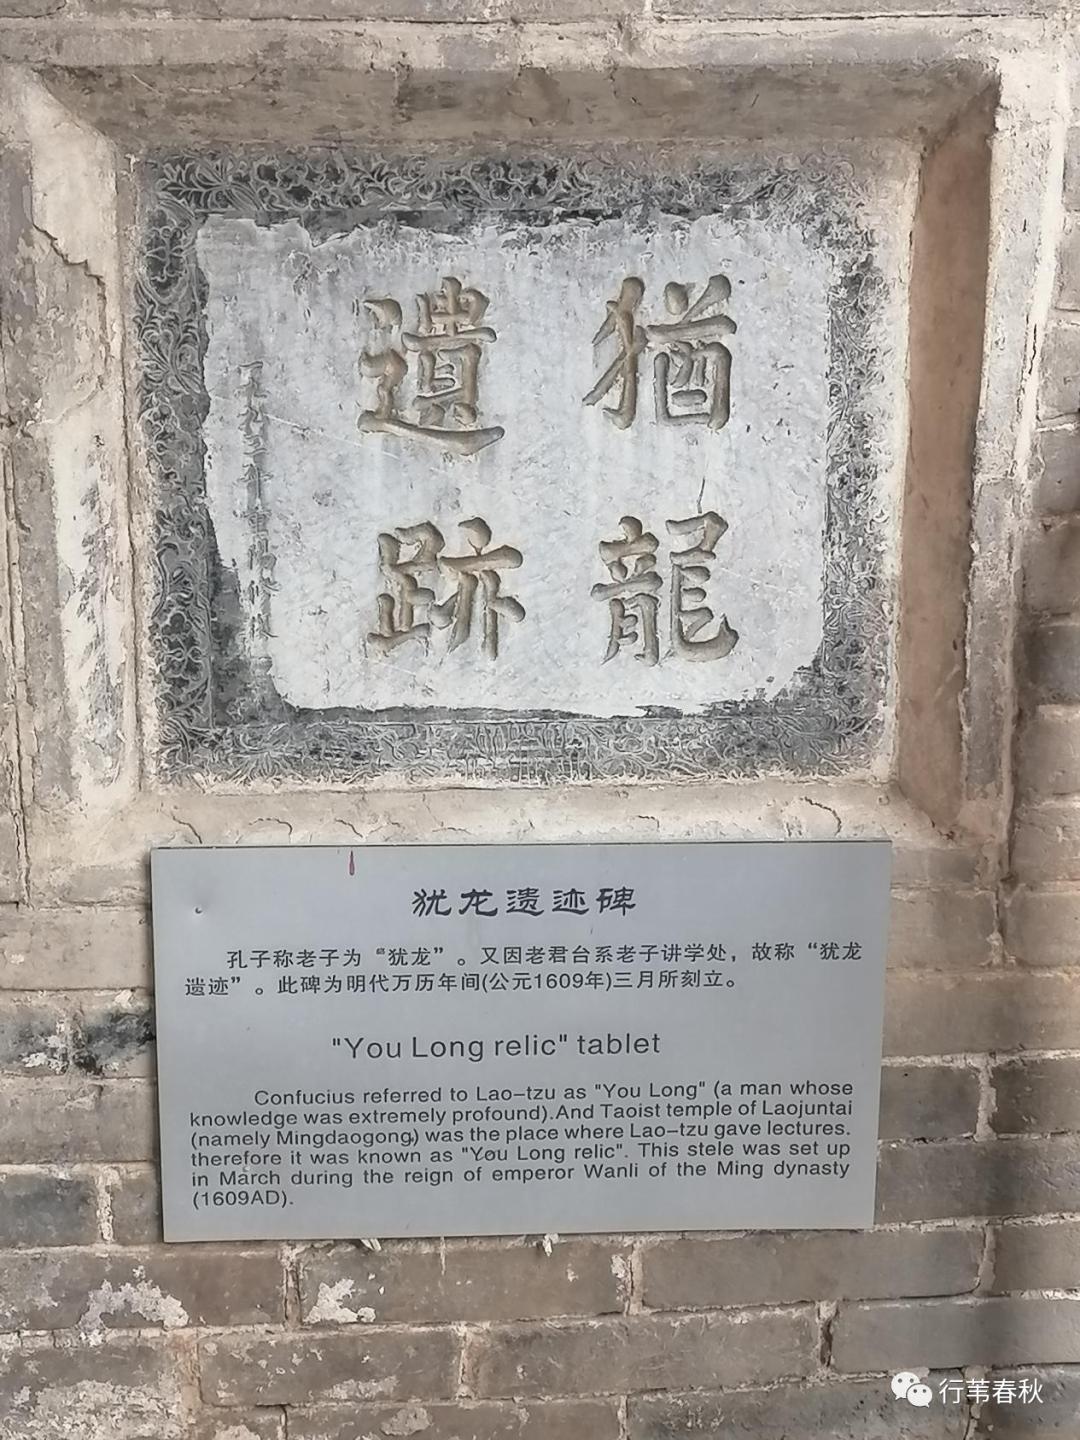 猶龍
遺跡
犹龙遗迹碑
孔子称老子为“犹龙”。又因老君台系老子讲学处，故称“犹龙
遗迹”。此碑为明代万历年间(公元1609年)三月所刻立。
"You Long relic" tablet
Confucius referred to Lao-tzu as "You Long" (a man whose
knowledge was extremely profound).And Taoist temple of Laojuntai
(namely Mingdaogong) was the place where Lao-tzu gave lectures.
therefore it was known as "You Long relic". This stele was set up
in March during the reign of emperor Wanli of the Ming dynasty
(1609AD).
行苇春秋